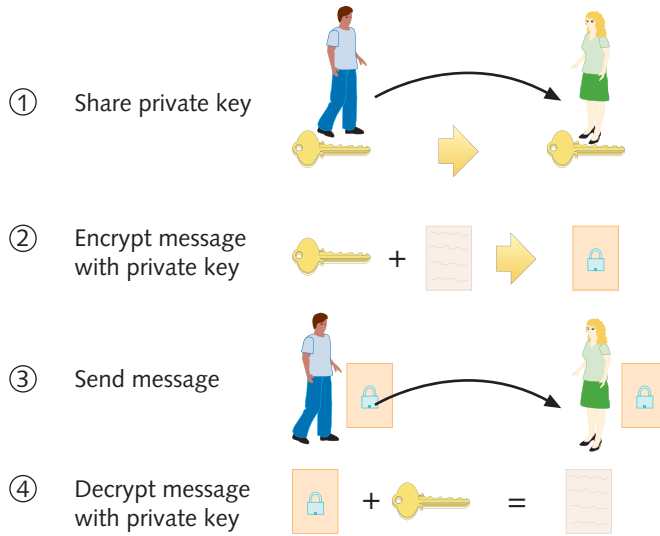 ① Share private key
② Encrypt message
with private key
+
③ Send message
④ Decrypt message
with private key
+ =